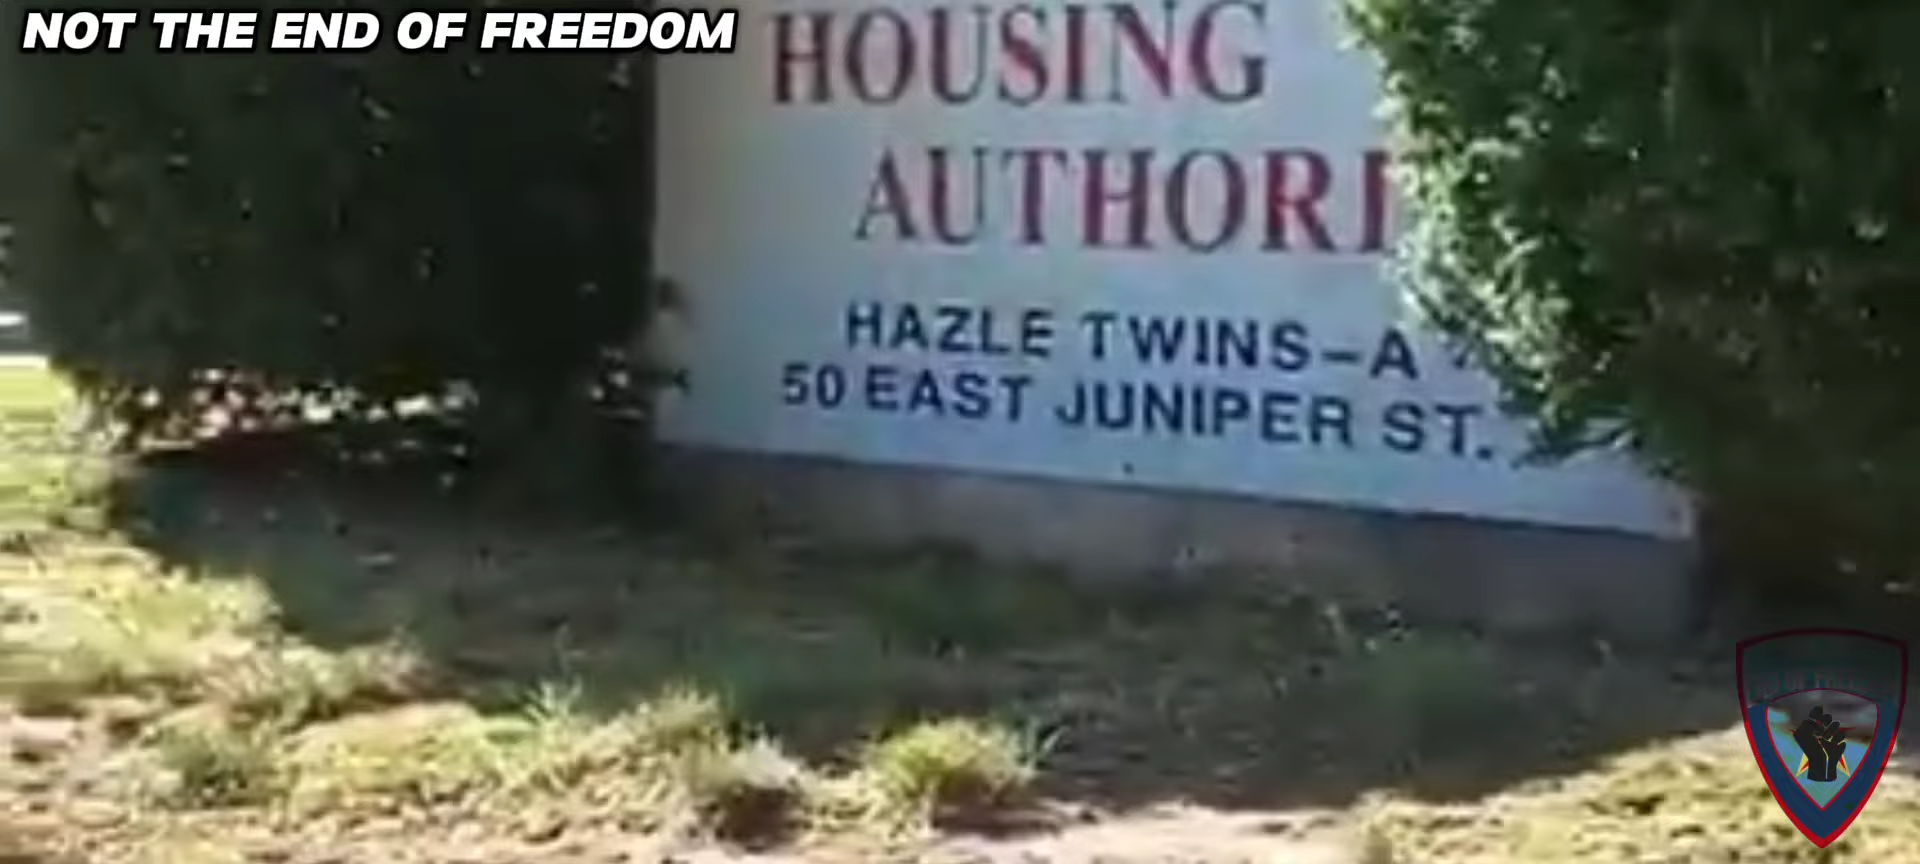 NOT THE END OF FREEDOM
HOUSING
AUTHORI
HAZLE TWINS-A
50 EAST JUNIPER ST.